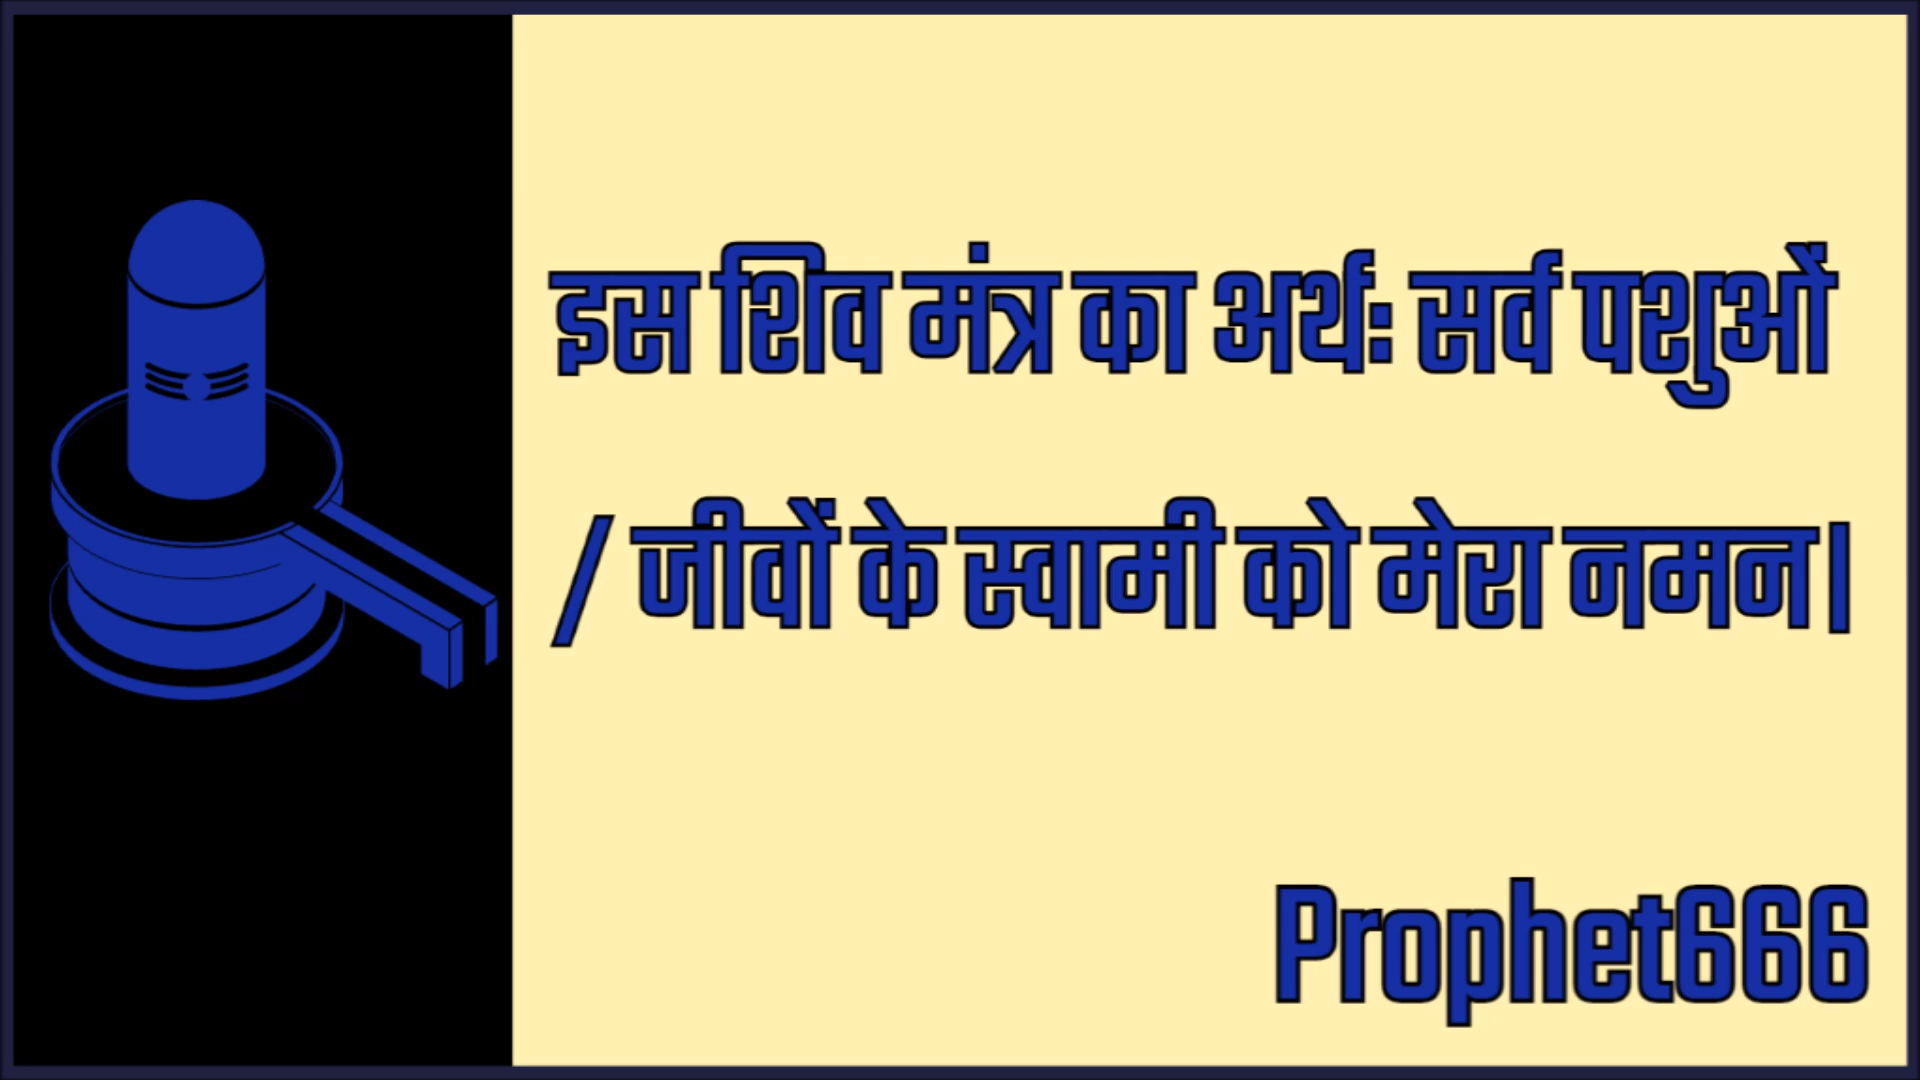 इस शिव मंत्र का अर्थः सर्व पशुओं
/ जीवों के स्वामी को मेरा नमन|
Prophet666